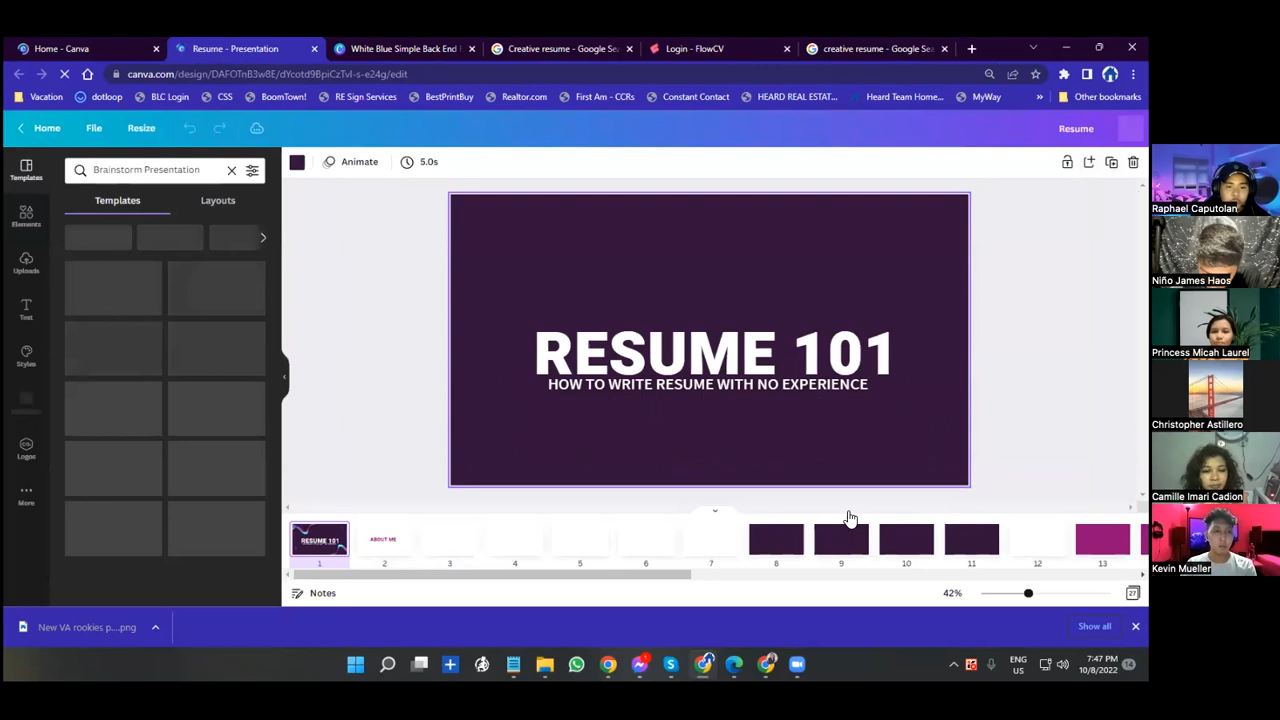 Home - Canva
Resume - Presentation
White Blue Simple Back End
Creative resume - Google Sea
Login - FlowCV
creative resume - Google Sea
canva.com/design/DAFOTnB3w8E/dYcotd9BpiCzTvI-s-e24g/edit
Vacation
dotloop
BLC Login
CSS
BoomTown!
RE Sign Services
BestPrintBuy
Realtor.com
First Am - CCRs
Constant Contact
HEARD REAL ESTAT...
Heard Team Home...
MyWay
Other bookmarks
Home
File
Resize
Resume
Templates
Elements
Uploads
Text
Styles
Logos
More
Brainstorm Presentation
Templates
Layouts
Animate
5.0s
RESUME 101
HOW TO WRITE RESUME WITH NO EXPERIENCE
RESUME 101
ABOUT ME
1 2 3 4 5 6 7 8 9 10 11 12 13
Notes
42%
27
New VA rookies p....png
Show all
ENG
US
7:47 PM
10/8/2022
14
Raphael Caputolan
Niño James Haos
Princess Micah Laurel
Christopher Astillero
Camille Imari Cadion
Kevin Mueller